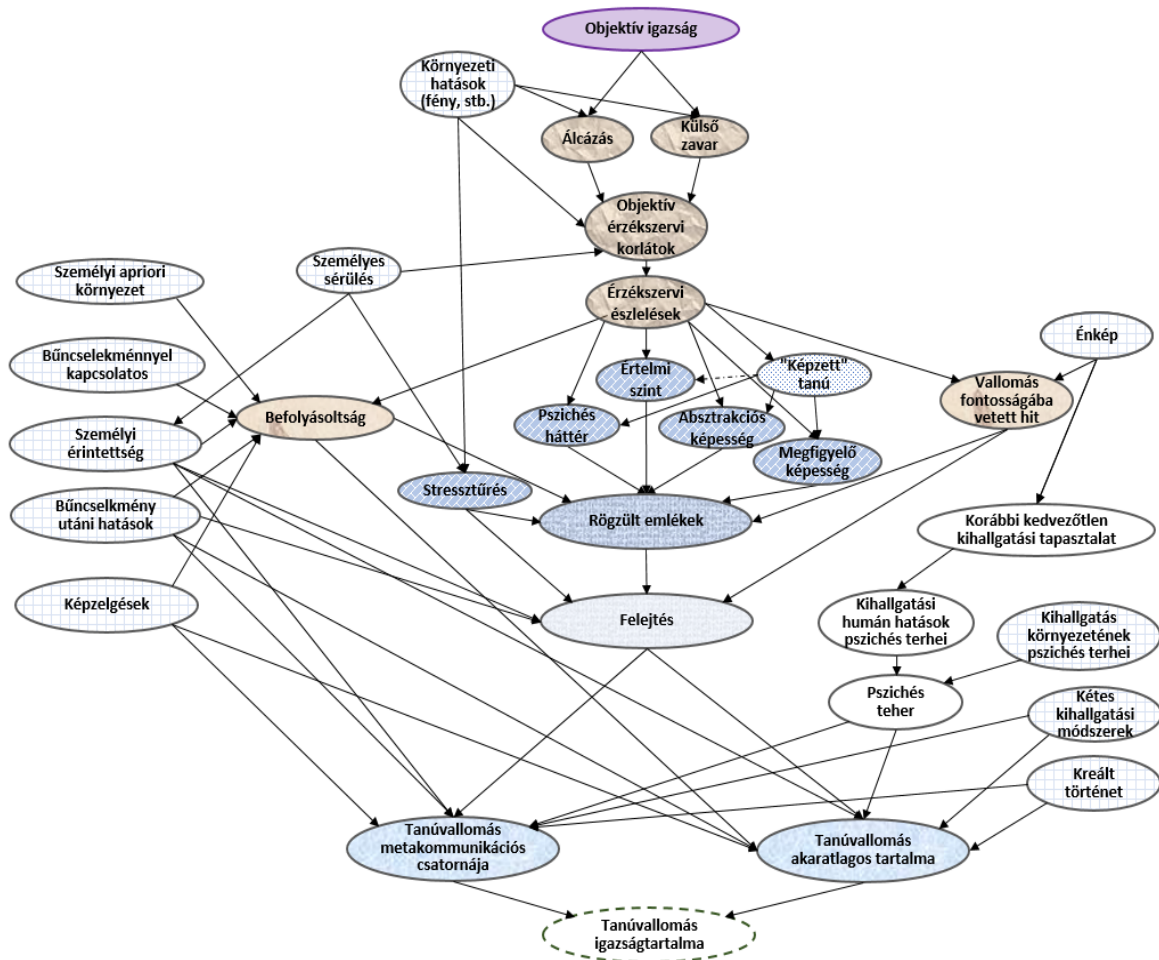 Objektív igazság
Környezeti
hatások
(fény, stb.)
Álcázás
Külső
zavar
Objektív
érzékszervi
korlátok
Személyes
sérülés
Személyi apriori
környezet
Érzékszervi
észlelések
Énkép
Bűncselekménnyel
kapcsolatos
Értelmi
szint
"Képzett"
tanú
Vallomás
fontosságába
vetett hit
Befolyásoltság
Pszichés
háttér
Absztrakciós
képesség
Személyi
érintettség
Megfigyelő
képesség
Stressztűrés
Bűncselkmény
utáni hatások
Rögzült emlékek
Korábbi kedvezőtlen
kihallgatási tapasztalat
Képzelgések
Felejtés
Kihallgatási
humán hatások
pszichés terhei
Kihallgatás
környezetének
pszichés terhei
Pszichés
teher
Kétes
kihallgatási
módszerek
Kreált
történet
Tanúvallomás
metakommunikációs
csatornája
Tanúvallomás
akaratlagos tartalma
Tanúvallomás
igazságtartalma